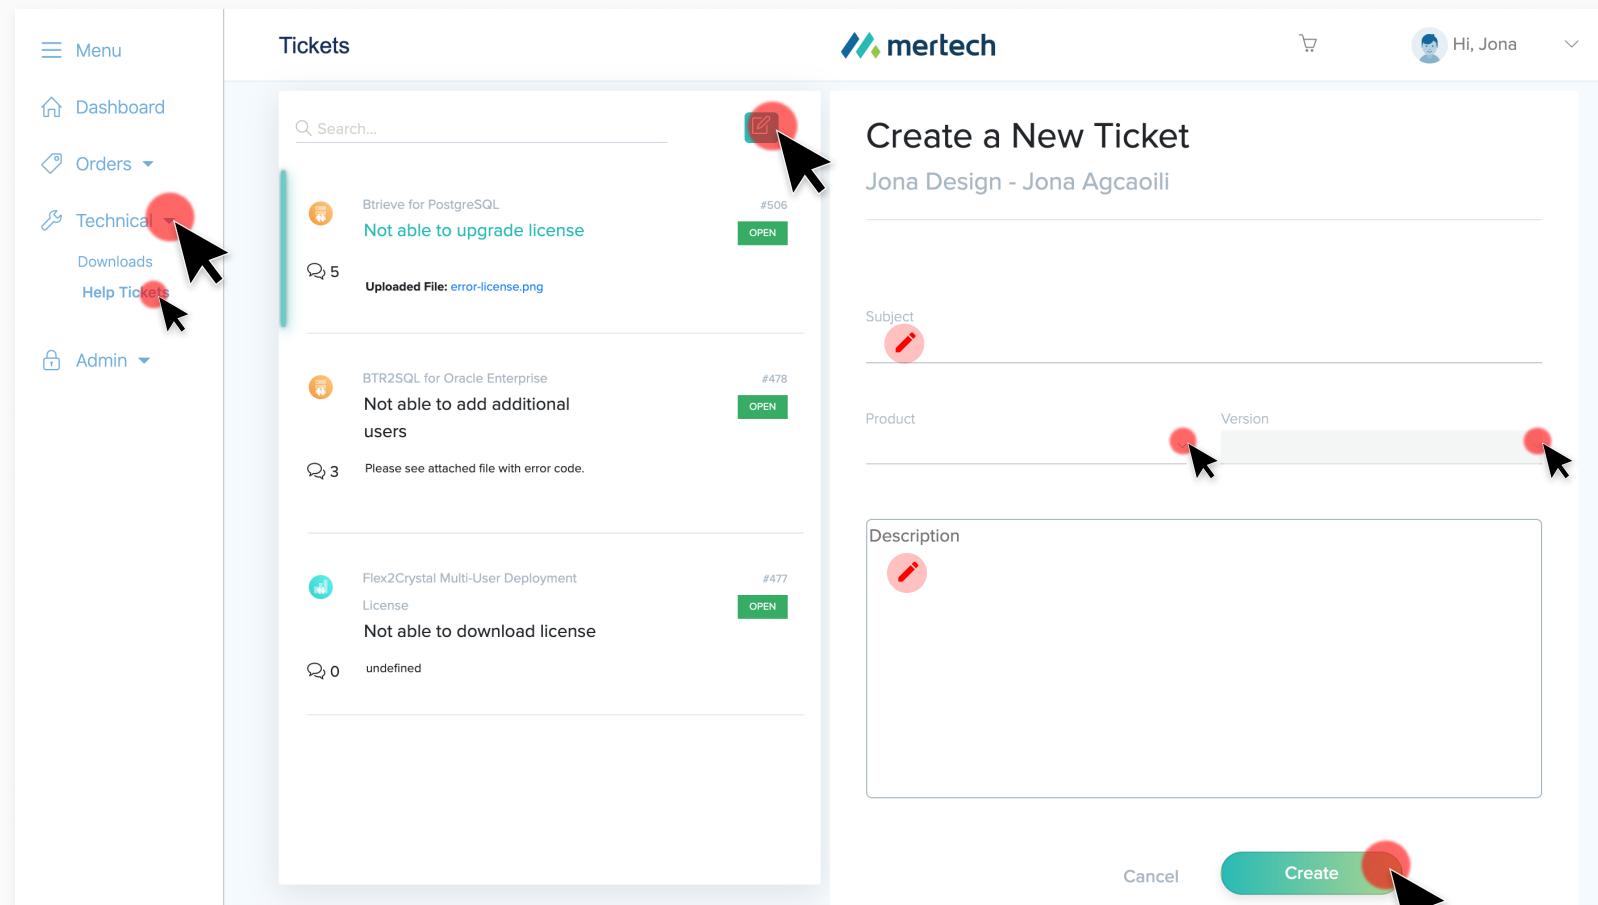 Menu
Dashboard
Orders
Technical
Downloads
Help Tickets
Admin
Tickets
mertech
Hi, Jona
Search...
Btrieve for PostgreSQL
#506
Not able to upgrade license
OPEN
5
Uploaded File: error-license.png
BTR2SQL for Oracle Enterprise
#478
Not able to add additional
users
OPEN
3
Please see attached file with error code.
Flex2Crystal Multi-User Deployment
License
#477
Not able to download license
OPEN
0
undefined
Create a New Ticket
Jona Design - Jona Agcaoili
Subject
Product
Version
Description
Cancel
Create